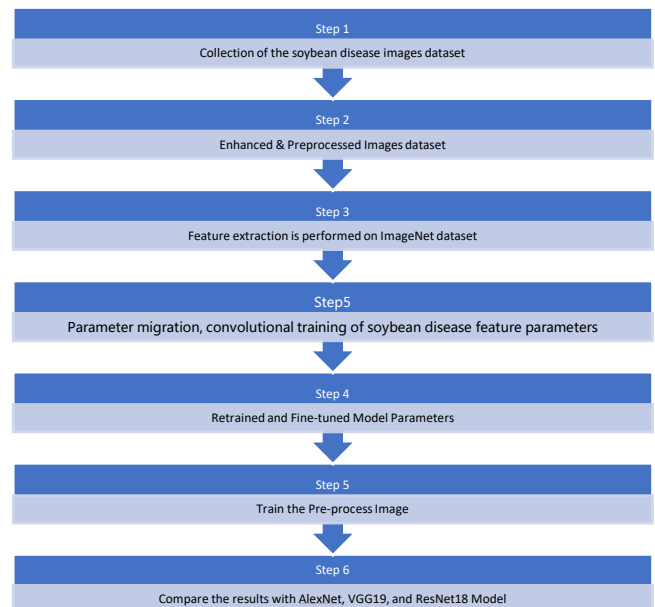 Step 1
Collection of the soybean disease images dataset
Step 2
Enhanced & Preprocessed Images dataset
Step 3
Feature extraction is performed on ImageNet dataset
Step5
Parameter migration, convolutional training of soybean disease feature parameters
Step 4
Retrained and Fine-tuned Model Parameters
Step 5
Train the Pre-process Image
Step 6
Compare the results with AlexNet, VGG19, and ResNet18 Model